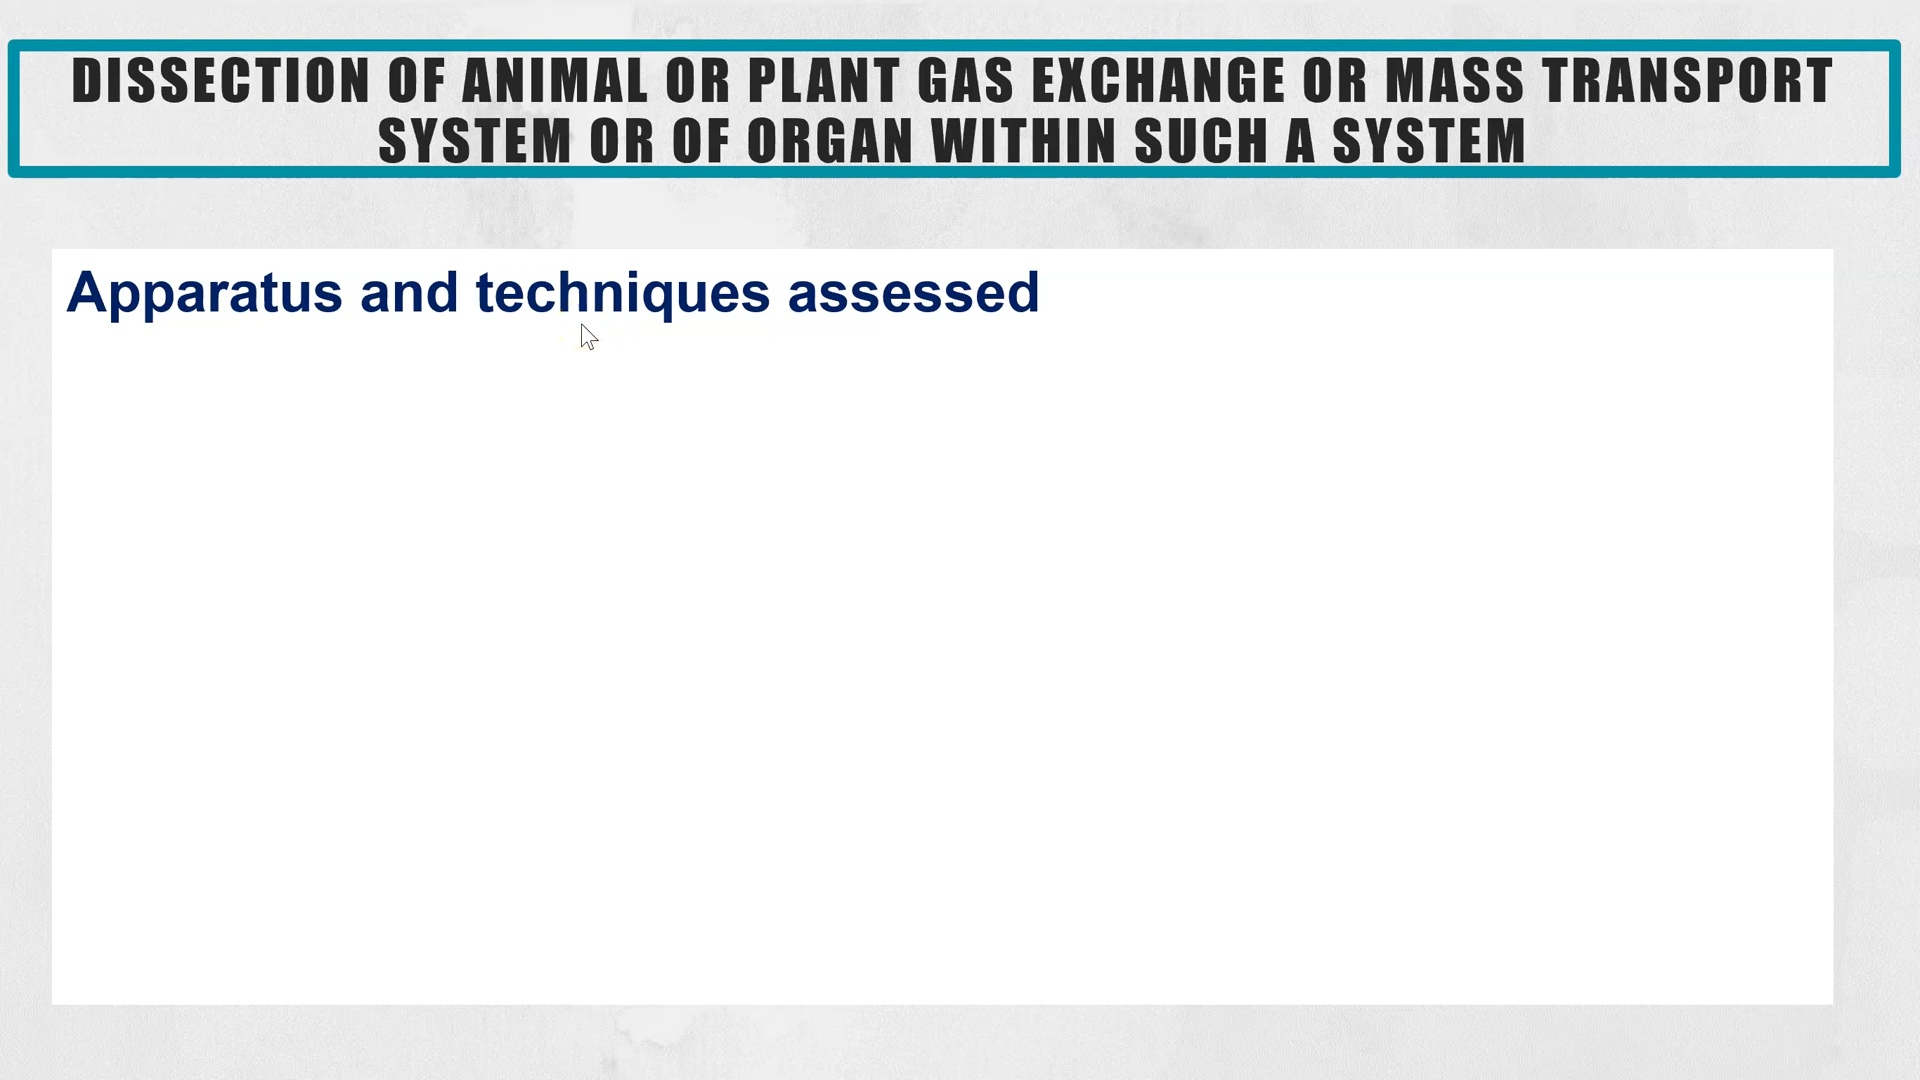 DISSECTION OF ANIMAL OR PLANT GAS EXCHANGE OR MASS TRANSPORT
SYSTEM OR OF ORGAN WITHIN SUCH A SYSTEM
Apparatus and techniques assessed